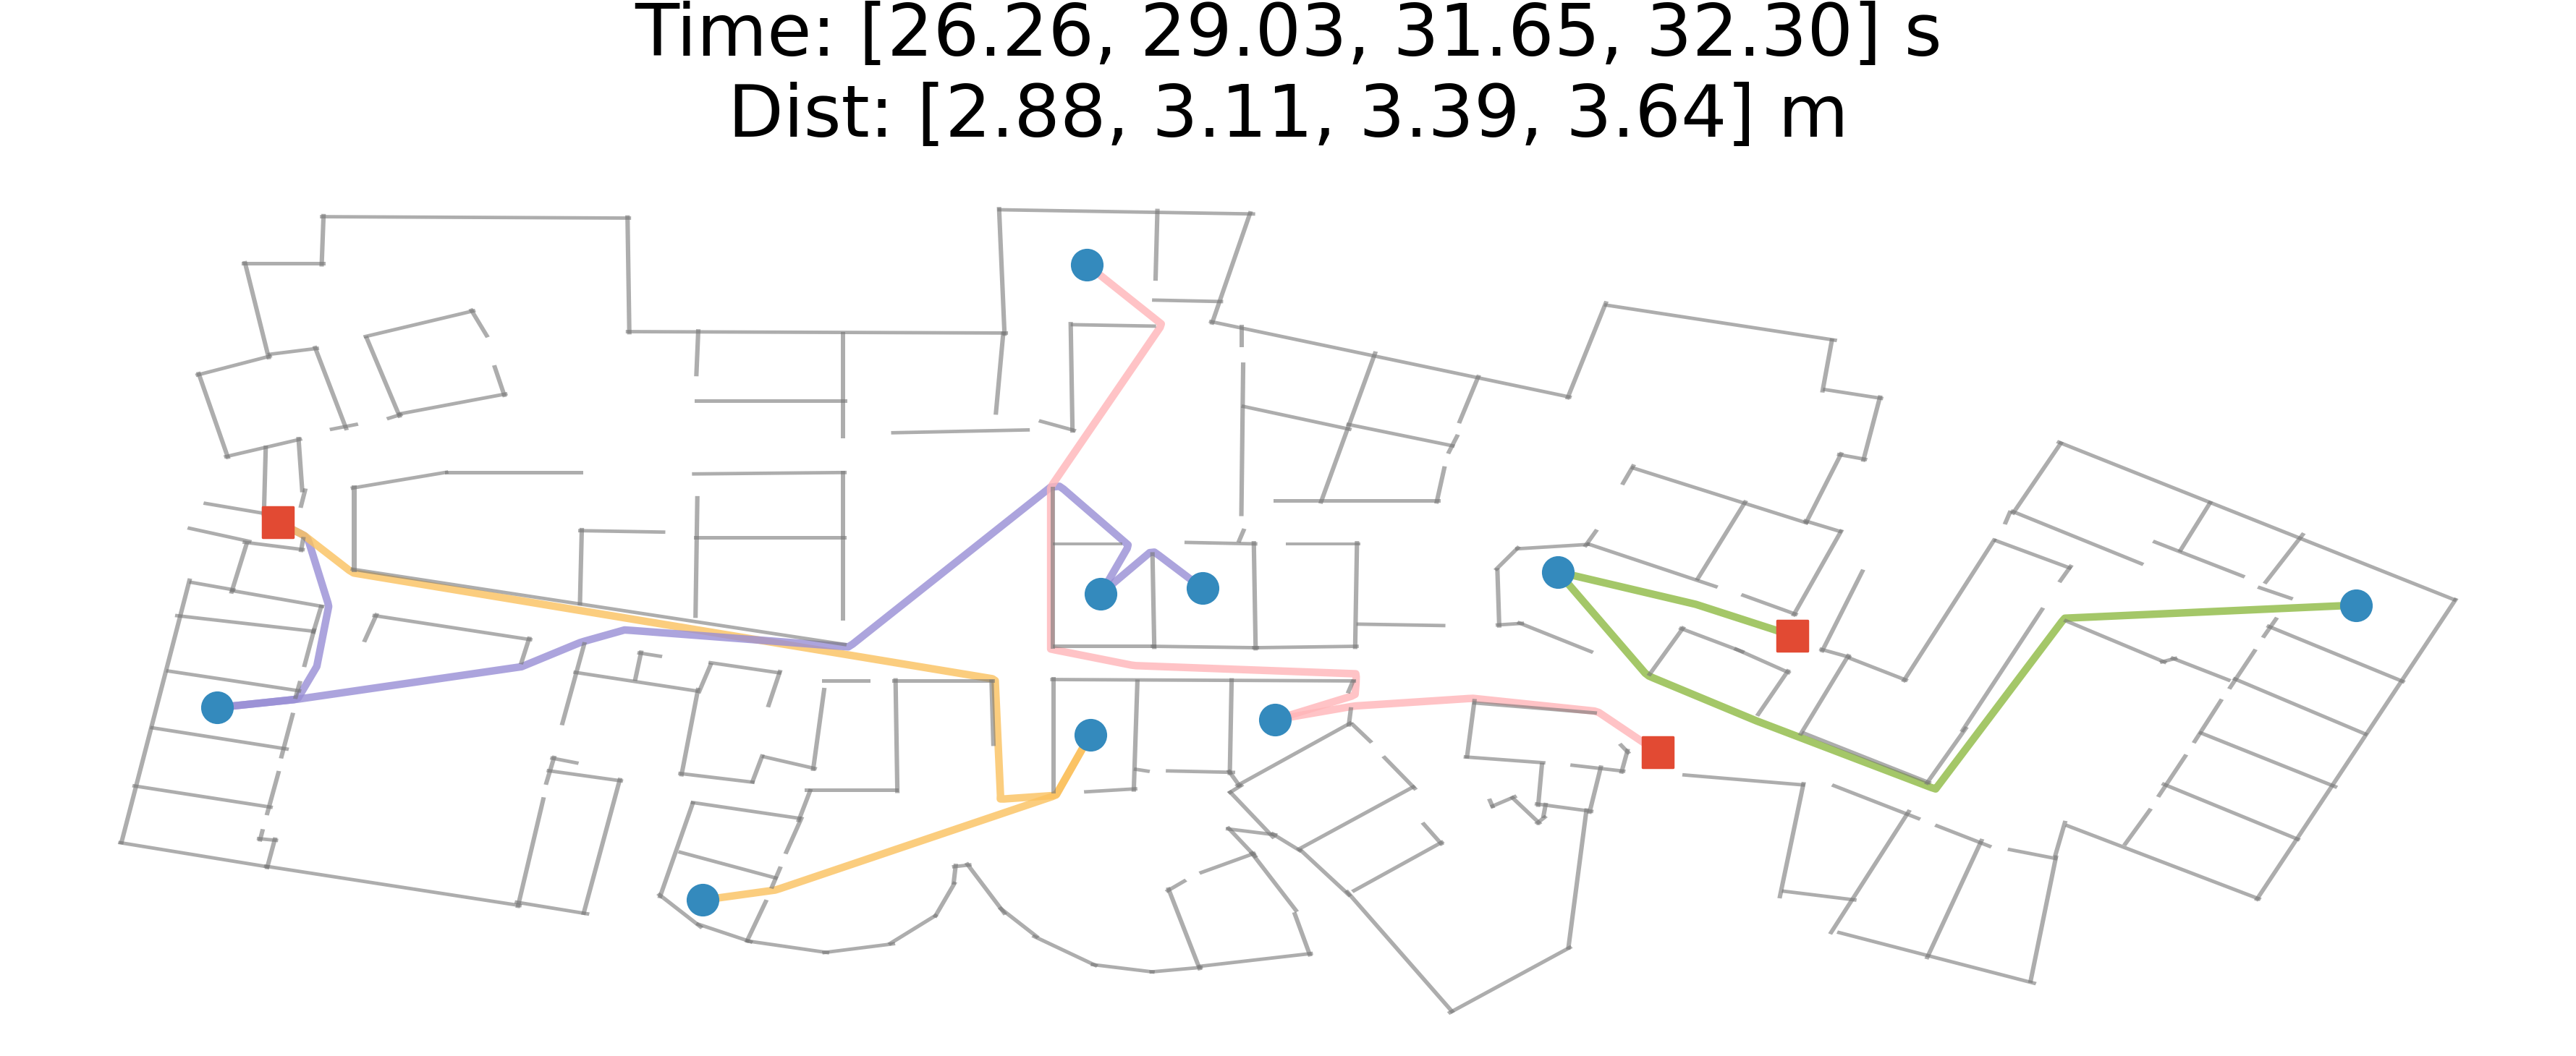 Time: [26.26, 29.03, 31.65, 32.30] s
Dist: [2.88, 3.11, 3.39, 3.64] m